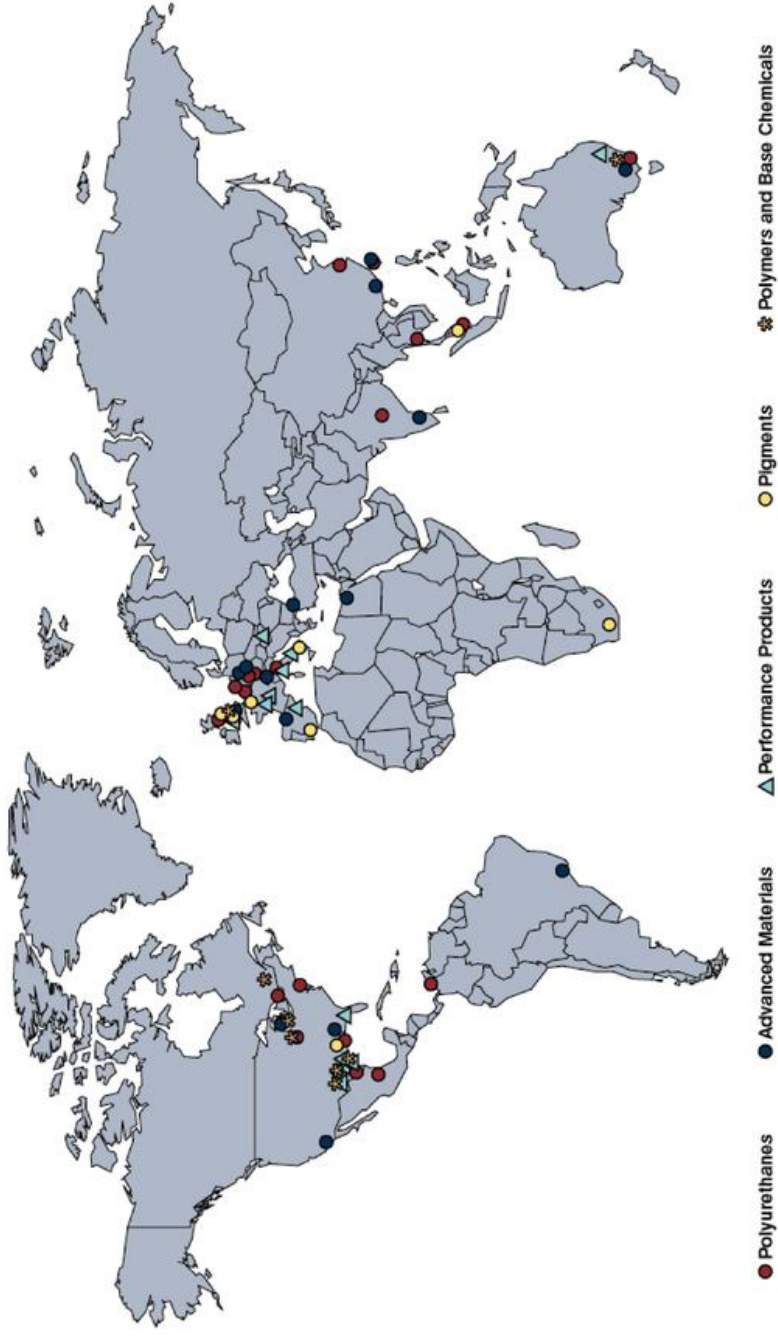 Polyurethanes
Advanced Materials
Performance Products
Pigments
Polymers and Base Chemicals